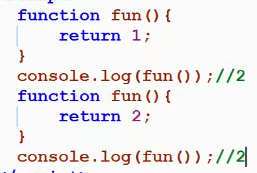 function fun(){
    return 1;
}
console.log(fun());//2
function fun(){
    return 2;
}
console.log(fun());//2